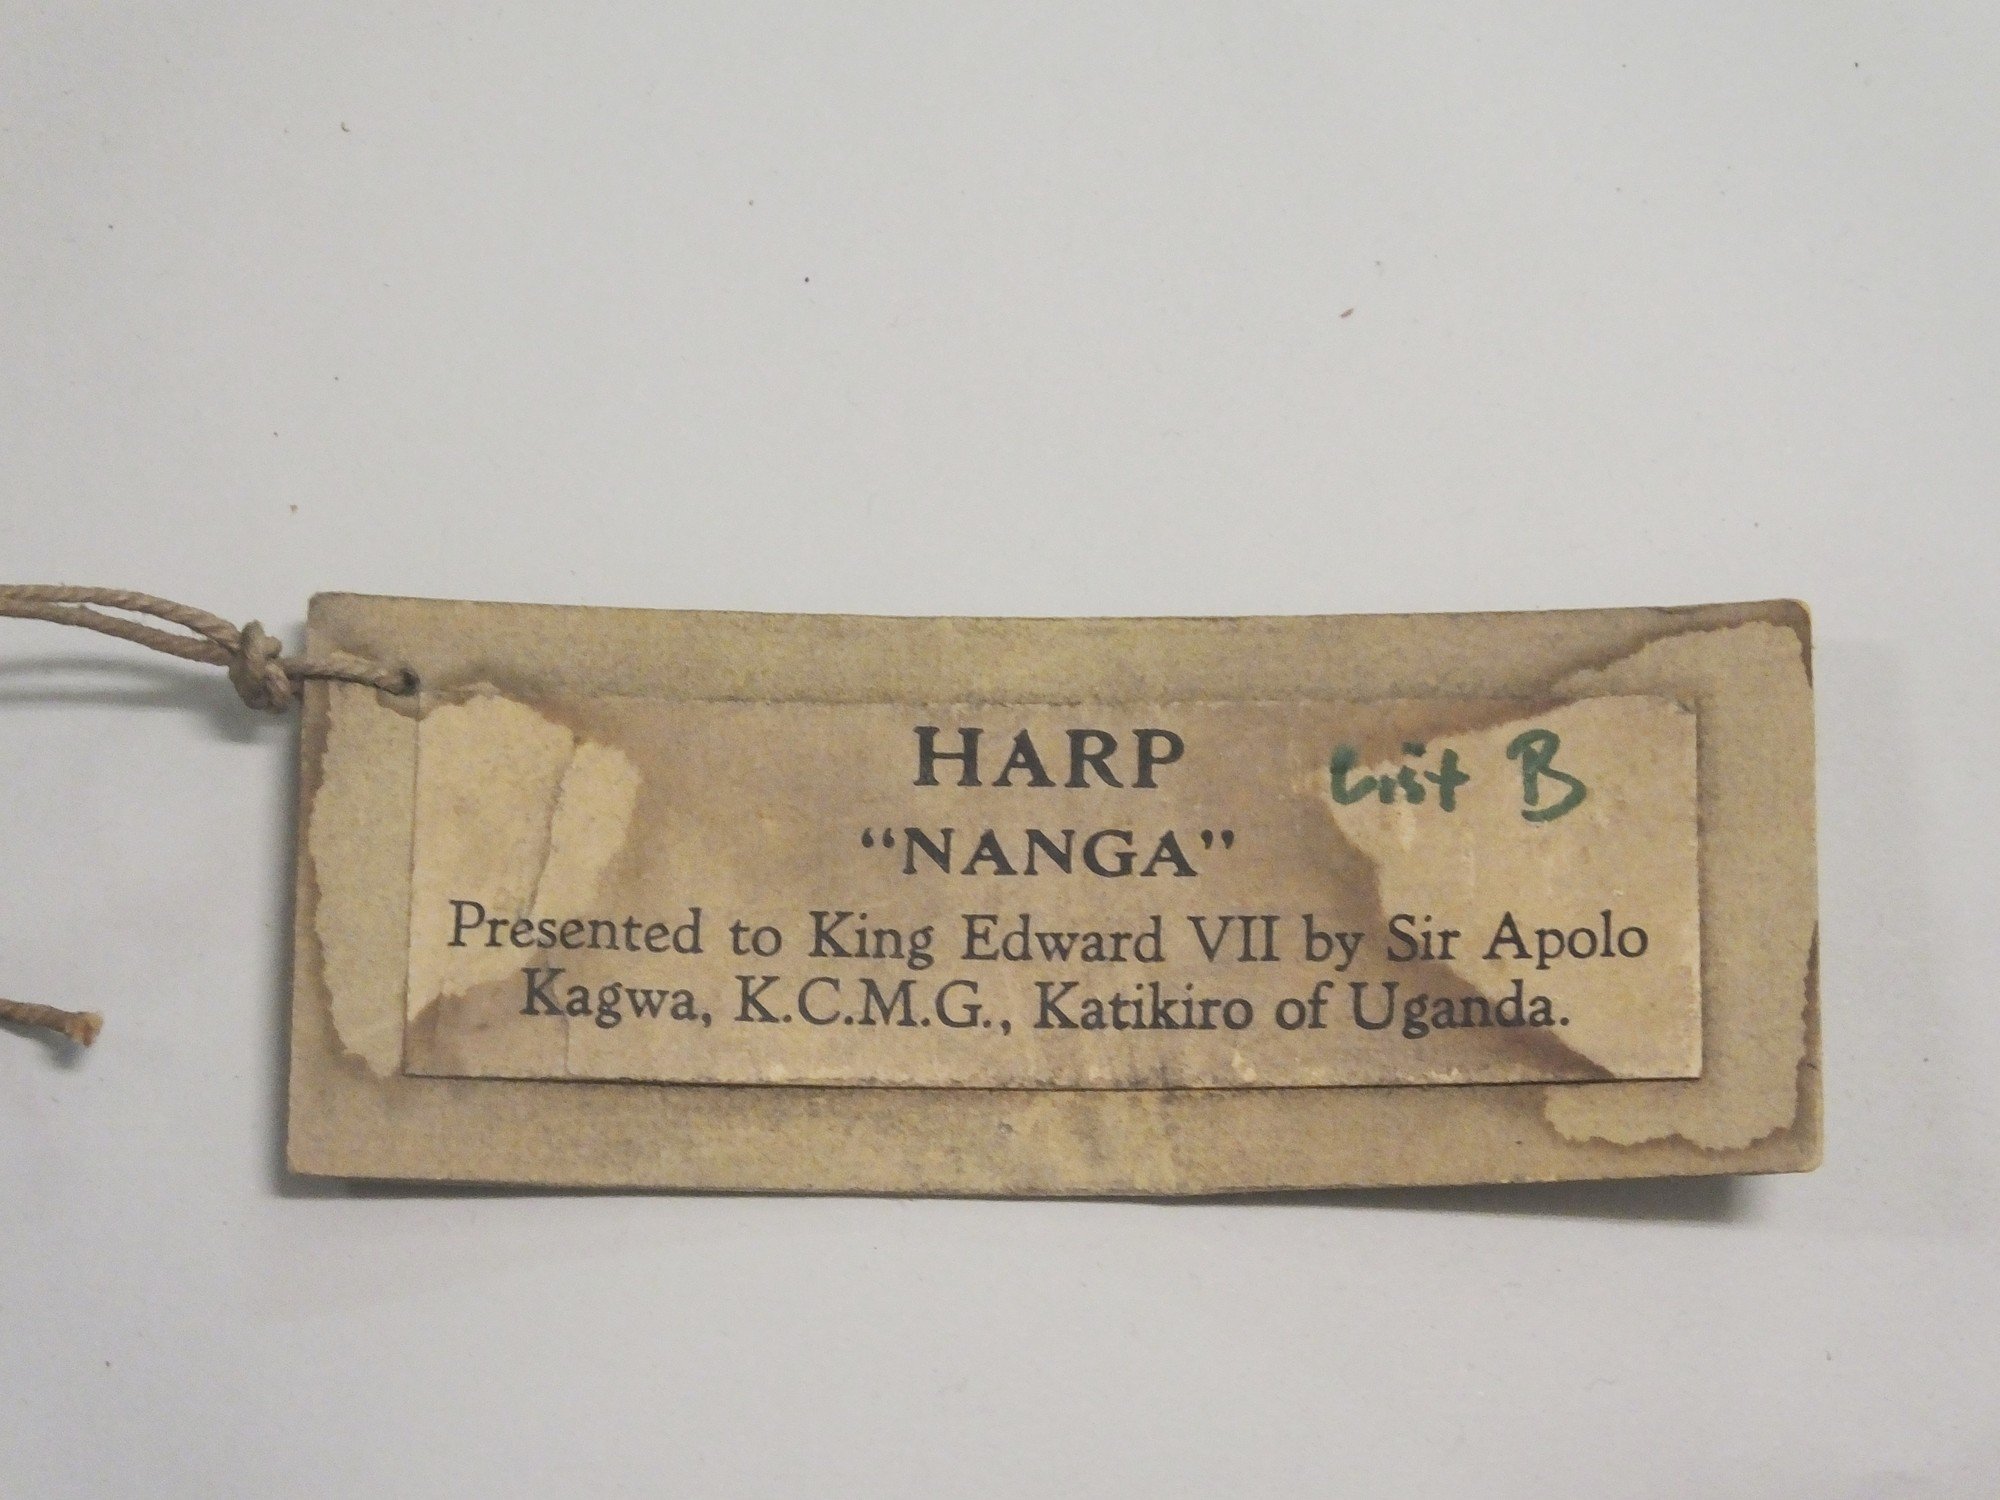 HARP List B
“NANGA”
Presented to King Edward VII by Sir Apolo
Kagwa, K.C.M.G., Katikiro of Uganda.